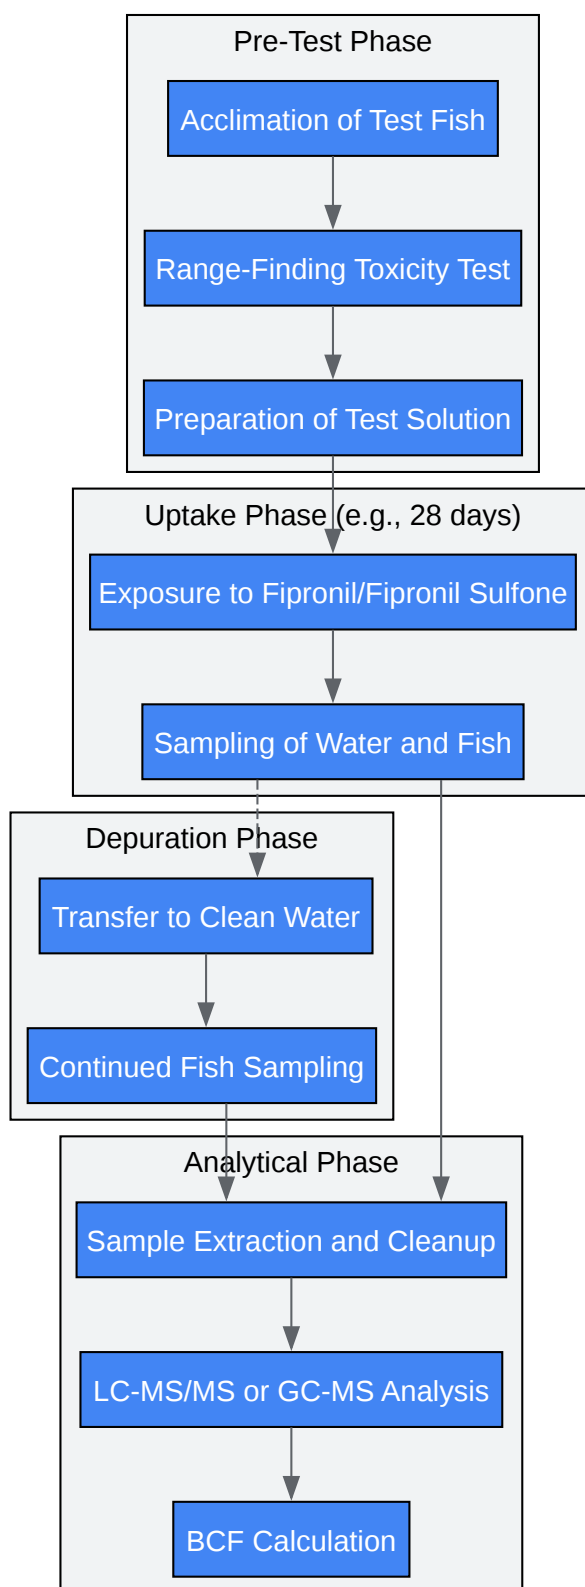 Pre-Test Phase
Acclimation of Test Fish
Range-Finding Toxicity Test
Preparation of Test Solution
Uptake Phase (e.g., 28 days)
Exposure to Fipronil/Fipronil Sulfone
Sampling of Water and Fish
Depuration Phase
Transfer to Clean Water
Continued Fish Sampling
Analytical Phase
Sample Extraction and Cleanup
LC-MS/MS or GC-MS Analysis
BCF Calculation